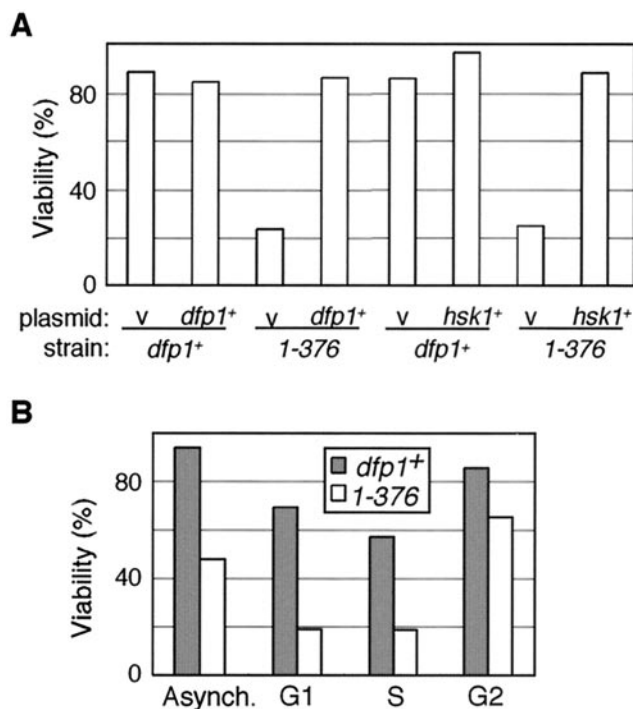 A
Viability (%)
80
40
0
plasmid: v dfp1+ v dfp1+ v hsk1+ v hsk1+
strain: dfp1+ 1-376 dfp1+ 1-376
B
Viability (%)
80
40
0
dfp1+
1-376
Asynch. G1 S G2